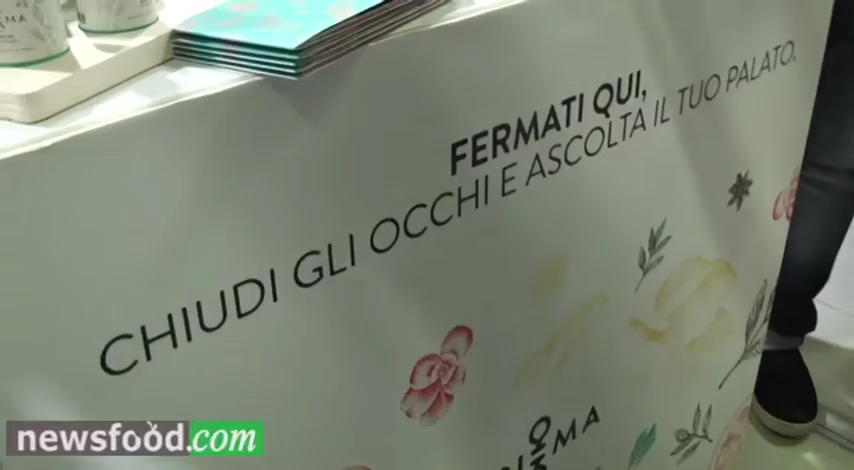 FERMATI QUI,
CHIUDI GLI OCCHI E ASCOLTA IL TUO PALATO.
newsfood.com